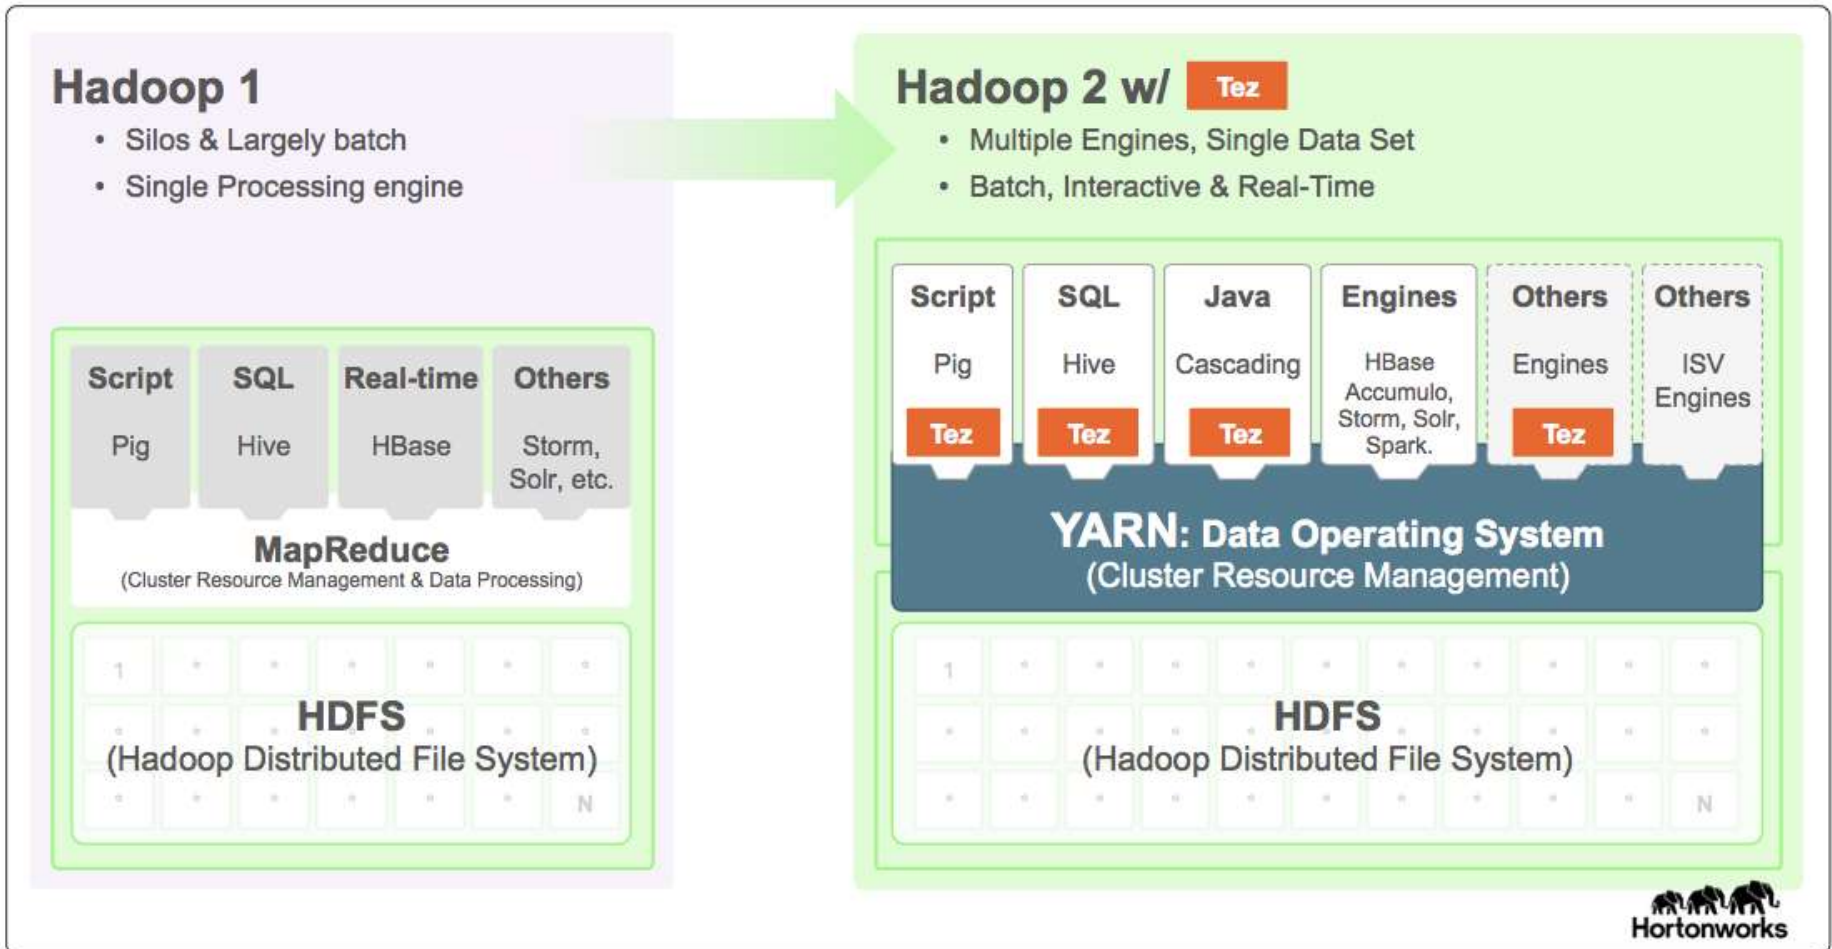 Hadoop 1
• Silos & Largely batch
• Single Processing engine
Script
Pig
SQL
Hive
Real-time
HBase
Others
Storm,
Solr, etc.
MapReduce
(Cluster Resource Management & Data Processing)
1
HDFS
(Hadoop Distributed File System)
N
Hadoop 2 w/ Tez
• Multiple Engines, Single Data Set
• Batch, Interactive & Real-Time
Script
Pig
Tez
SQL
Hive
Tez
Java
Cascading
Tez
Engines
HBase
Accumulo,
Storm, Solr,
Spark.
Others
Engines
Tez
Others
ISV
Engines
YARN: Data Operating System
(Cluster Resource Management)
1
HDFS
(Hadoop Distributed File System)
N
Hortonworks